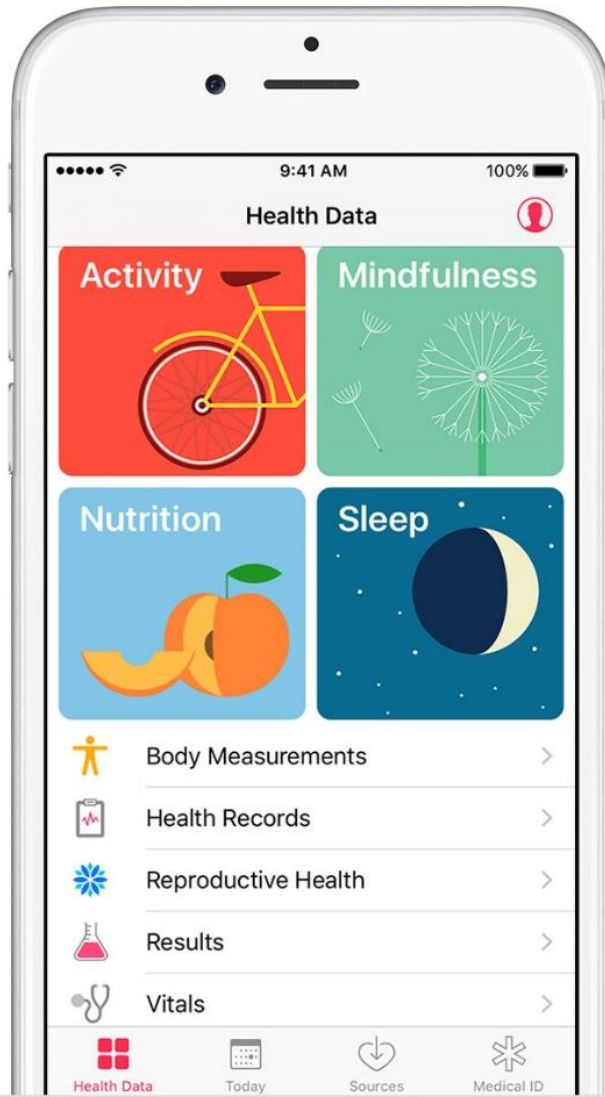 9:41 AM 100%
Health Data
Activity Mindfulness
Nutrition Sleep
Body Measurements
Health Records
Reproductive Health
Results
Vitals
Health Data Today Sources Medical ID